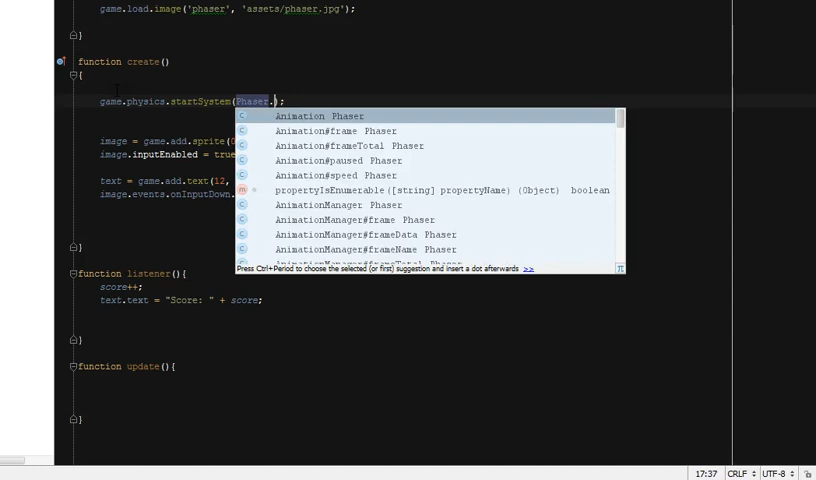 game.load.image('phaser', 'assets/phaser.jpg');
}
function create()
{
game.physics.startSystem(Phaser.);
Animation Phaser
Animation#frame Phaser
Animation#frameTotal Phaser
Animation#paused Phaser
Animation#speed Phaser
m propertyIsEnumerable([string] propertyName) (Object) boolean
AnimationManager Phaser
AnimationManager#frame Phaser
AnimationManager#frameData Phaser
AnimationManager#frameName Phaser
AnimationManager#frameTotal Phaser
Press Ctrl+Period to choose the selected (or first) suggestion and insert a dot afterwards >> π
image = game.add.sprite(0
image.inputEnabled = true
text = game.add.text(12,
image.events.onInputDown.
}
function listener(){
score++;
text.text = "Score: " + score;
}
function update(){
}
17:37 CRLF UTF-8